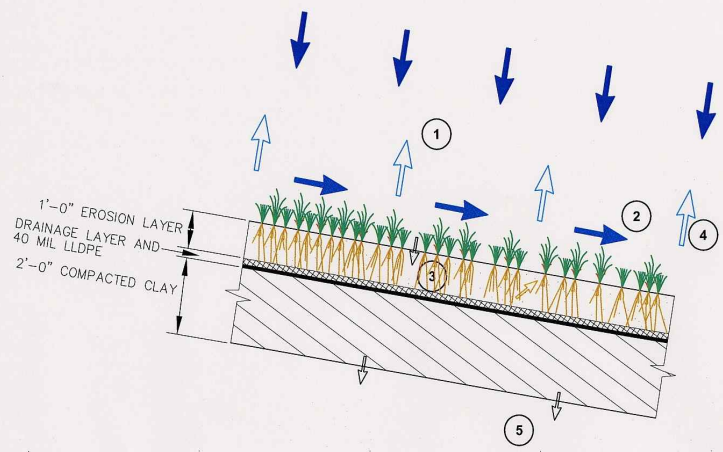 1
2
4
1'-0" EROSION LAYER
DRAINAGE LAYER AND
40 MIL LLDPE
2'-0" COMPACTED CLAY
3
5